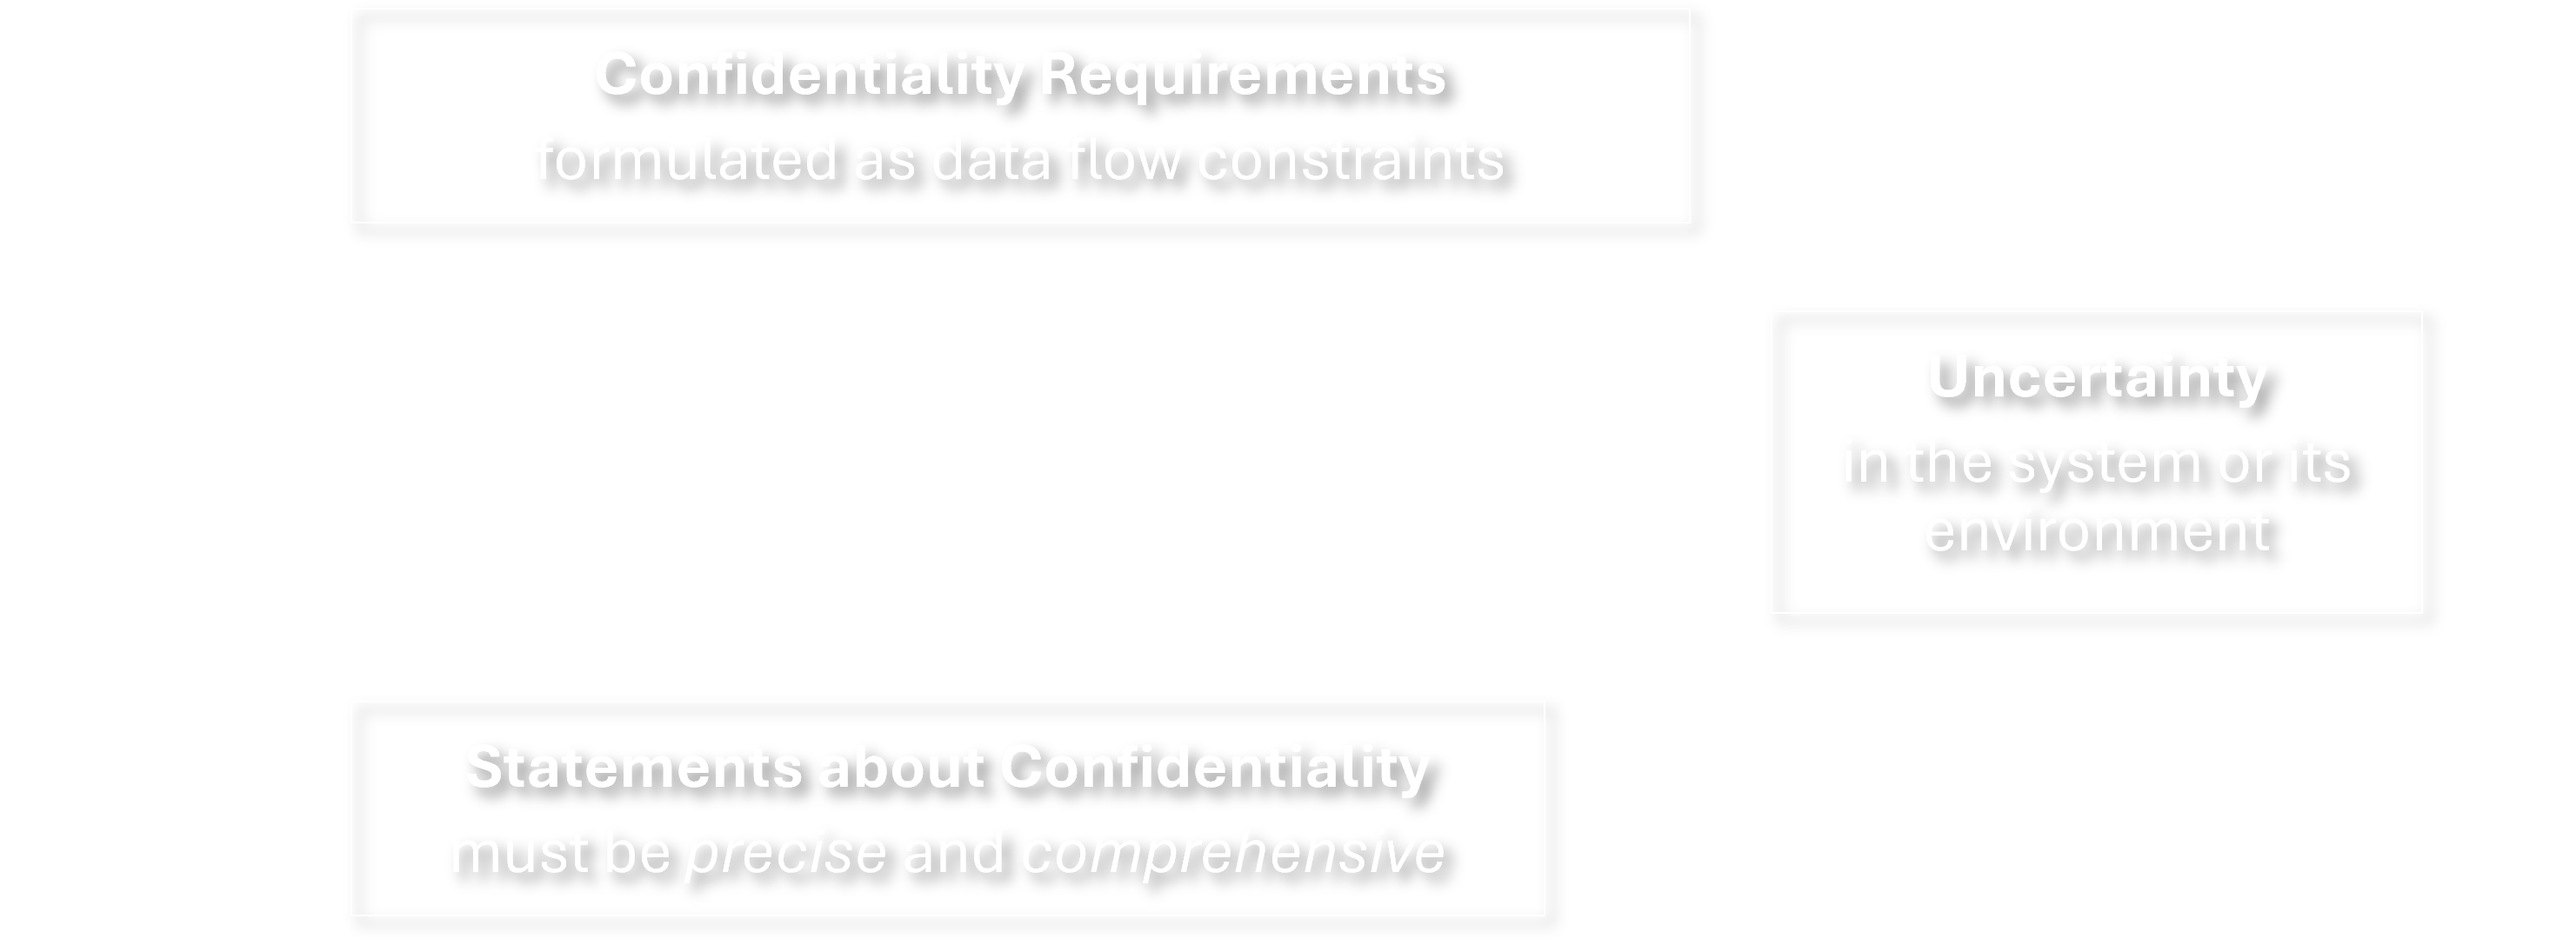 Confidentiality Requirements
formulated as data flow constraints
Uncertainty
in the system or its
environment
Statements about Confidentiality
must be precise and comprehensive